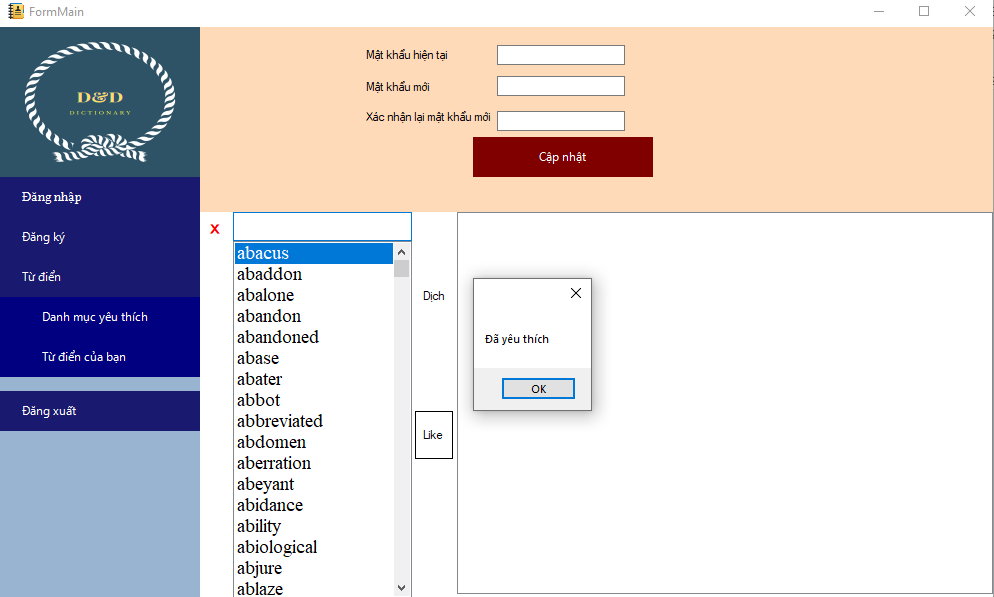 FormMain
D&D
DICTIONARY
Đăng nhập
Đăng ký
Từ điển
Danh mục yêu thích
Từ điển của bạn
Đăng xuất
Mật khẩu hiện tại
Mật khẩu mới
Xác nhận lại mật khẩu mới
Cập nhật
X
abacus
abaddon
abalone
abandon
abandoned
abase
abater
abbot
abbreviated
abdomen
aberration
abeyant
abidance
ability
abiological
abjure
ablaze
Dịch
Like
Đã yêu thích
OK